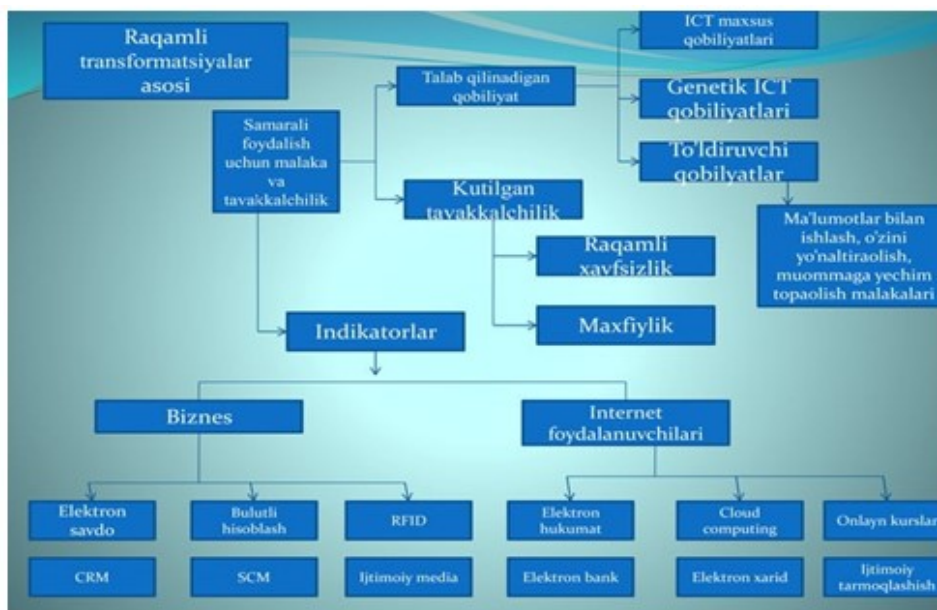 Raqamli
transformatsiyalar
asosi
ICT maxsus
qobiliyatlari
Talab qilinadigan
qobiliyat
Genetik ICT
qobiliyatlari
Samarali
foydalish
uchun malaka
va
tavakkalchilik
To'ldiruvchi
qobilyatlar
Kutilgan
tavakkalchilik
Ma'lumotlar bilan
ishlash, o'zini
yo'naltiraolish,
muommaga yechim
topaolish malakalari
Raqamli
xavfsizlik
Maxfiylik
Indikatorlar
Biznes
Internet
foydalanuvchilari
Elektron
savdo
Bulutli
hisoblash
RFID
Elektron
hukumat
Cloud
computing
Onlayn kurslar
CRM
SCM
Ijtimoiy media
Elektron bank
Elektron xarid
Ijtimoiy
tarmoqlashish